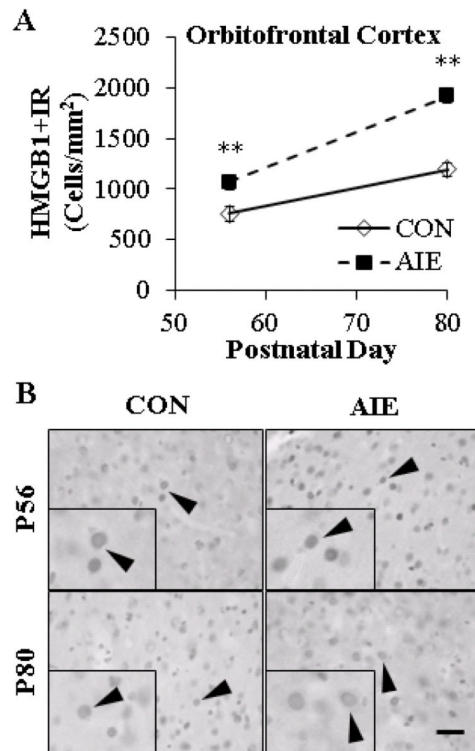 A
Orbitofrontal Cortex
HMGB1+IR
(Cells/mm²)
2500
2000
1500
1000
500
0
**
**
CON
AIE
50
60
70
80
Postnatal Day
B
CON
AIE
P56
P80